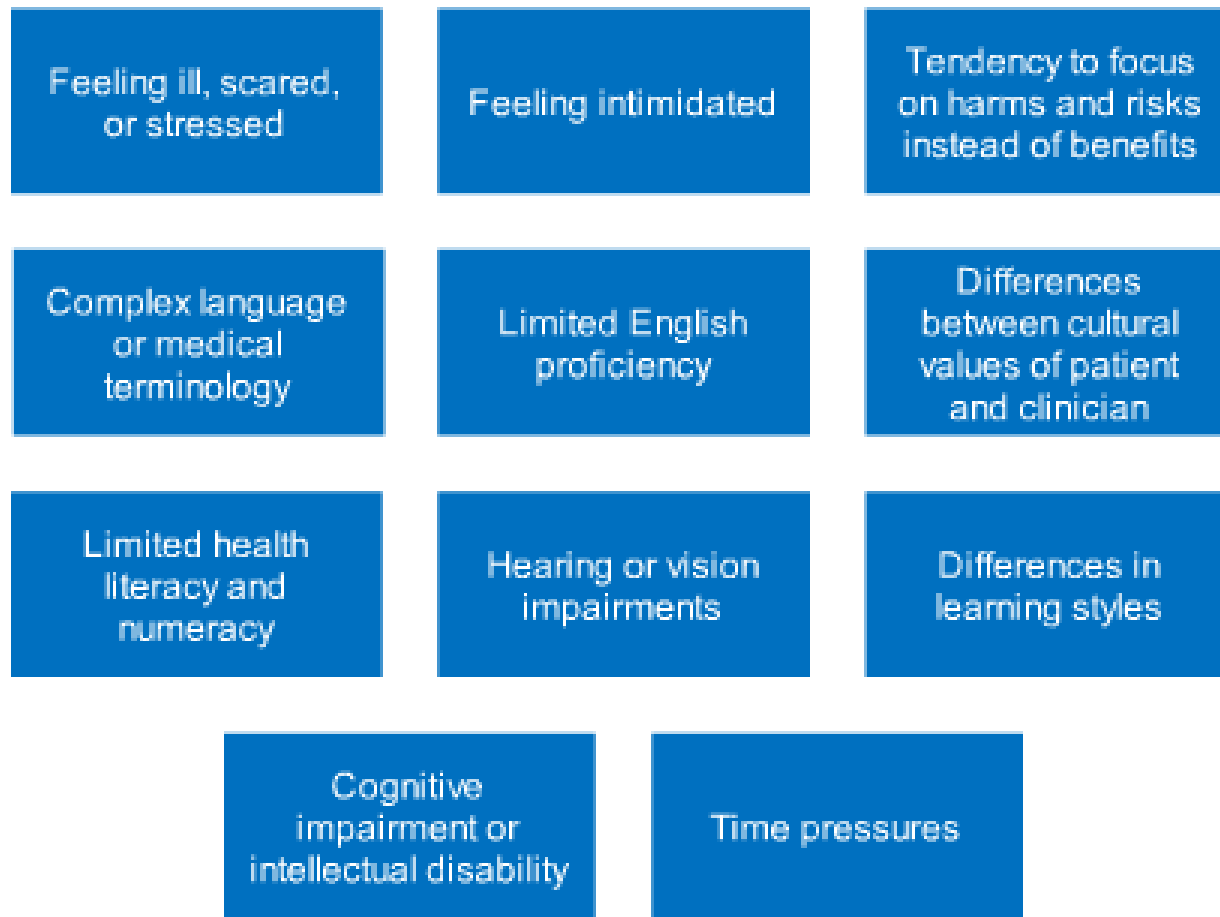 Feeling ill, scared,
or stressed
Feeling intimidated
Tendency to focus
on harms and risks
instead of benefits
Complex language
or medical
terminology
Limited English
proficiency
Differences
between cultural
values of patient
and clinician
Limited health
literacy and
numeracy
Hearing or vision
impairments
Differences in
learning styles
Cognitive
impairment or
intellectual disability
Time pressures